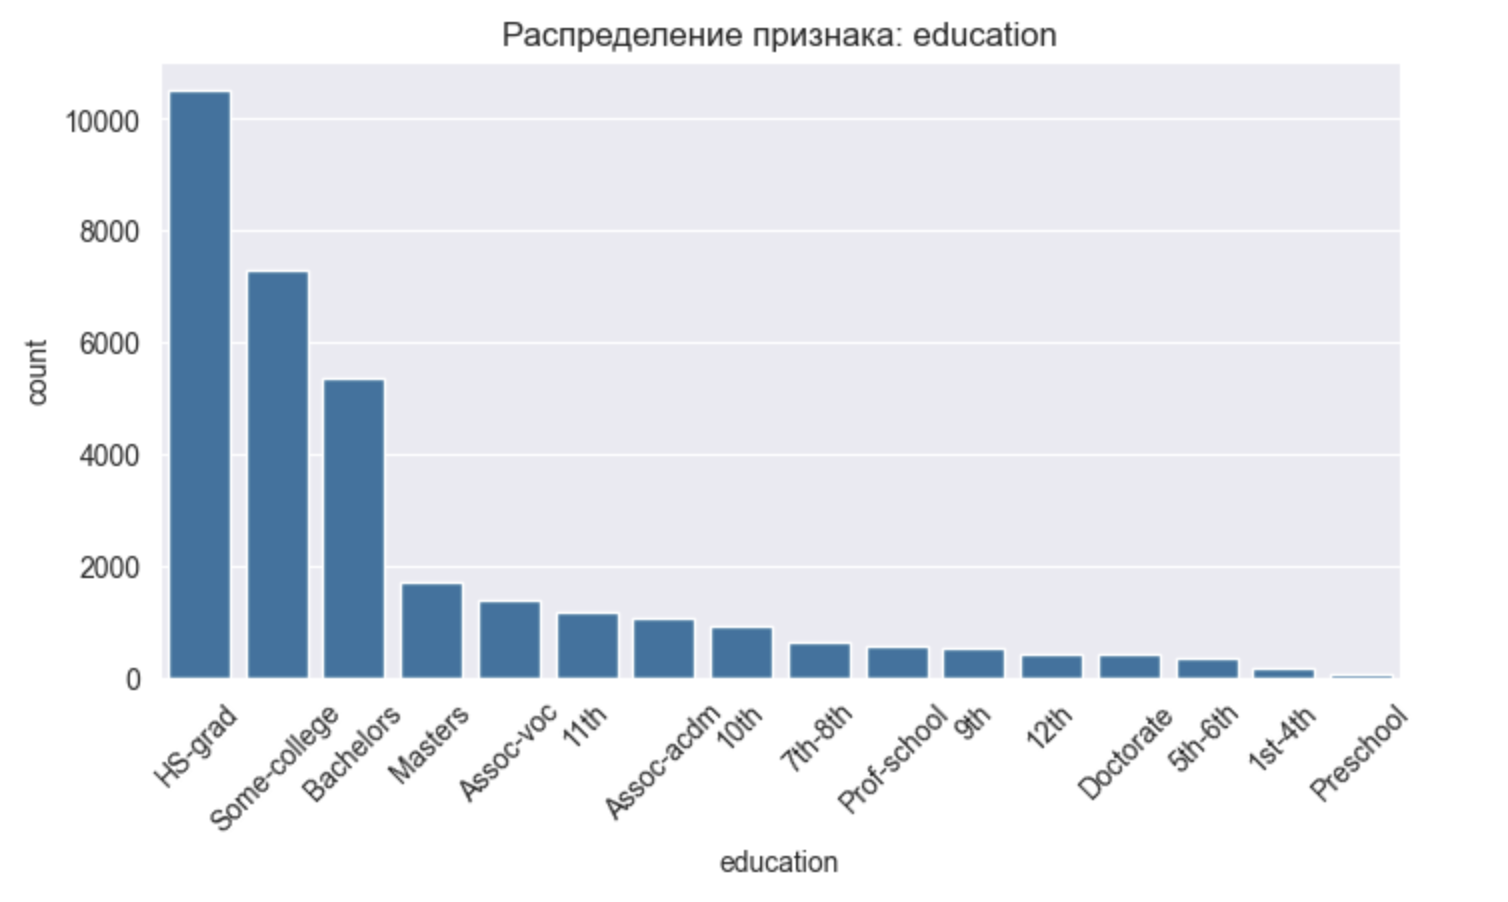 Распределение признака: education
10000
8000
6000
4000
2000
0
count
HS-grad
Some-college
Bachelors
Masters
Assoc-voc
11th
Assoc-acdm
10th
7th-8th
Prof-school
9th
12th
Doctorate
5th-6th
1st-4th
Preschool
education